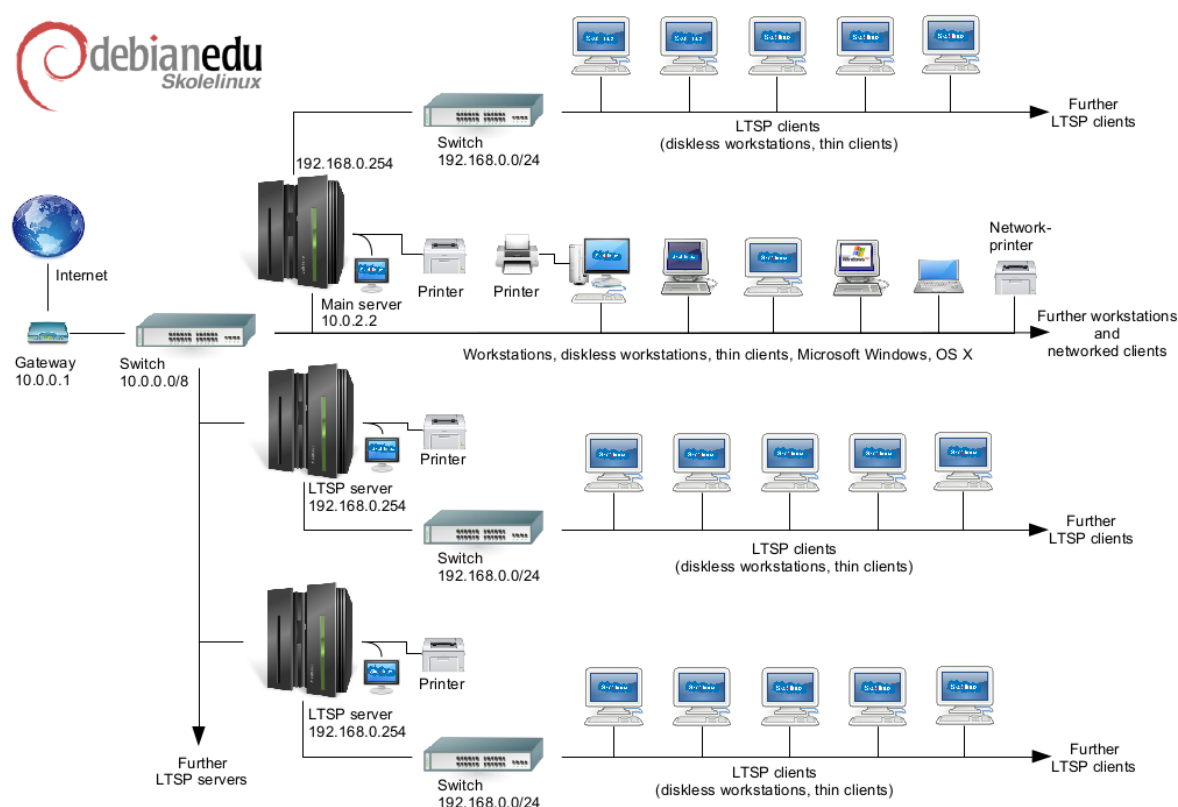 debianedu
Skolelinux
Switch
192.168.0.0/24
LTSP clients
(diskless workstations, thin clients)
Further
LTSP clients
192.168.0.254
Internet
Main server
10.0.2.2
Printer
Printer
Network-
printer
Gateway
10.0.0.1
Switch
10.0.0.0/8
Workstations, diskless workstations, thin clients, Microsoft Windows, OS X
Further workstations
and
networked clients
Windows
LTSP server
192.168.0.254
Printer
Switch
192.168.0.0/24
LTSP clients
(diskless workstations, thin clients)
Further
LTSP clients
LTSP server
192.168.0.254
Printer
Switch
192.168.0.0/24
LTSP clients
(diskless workstations, thin clients)
Further
LTSP clients
Further
LTSP servers